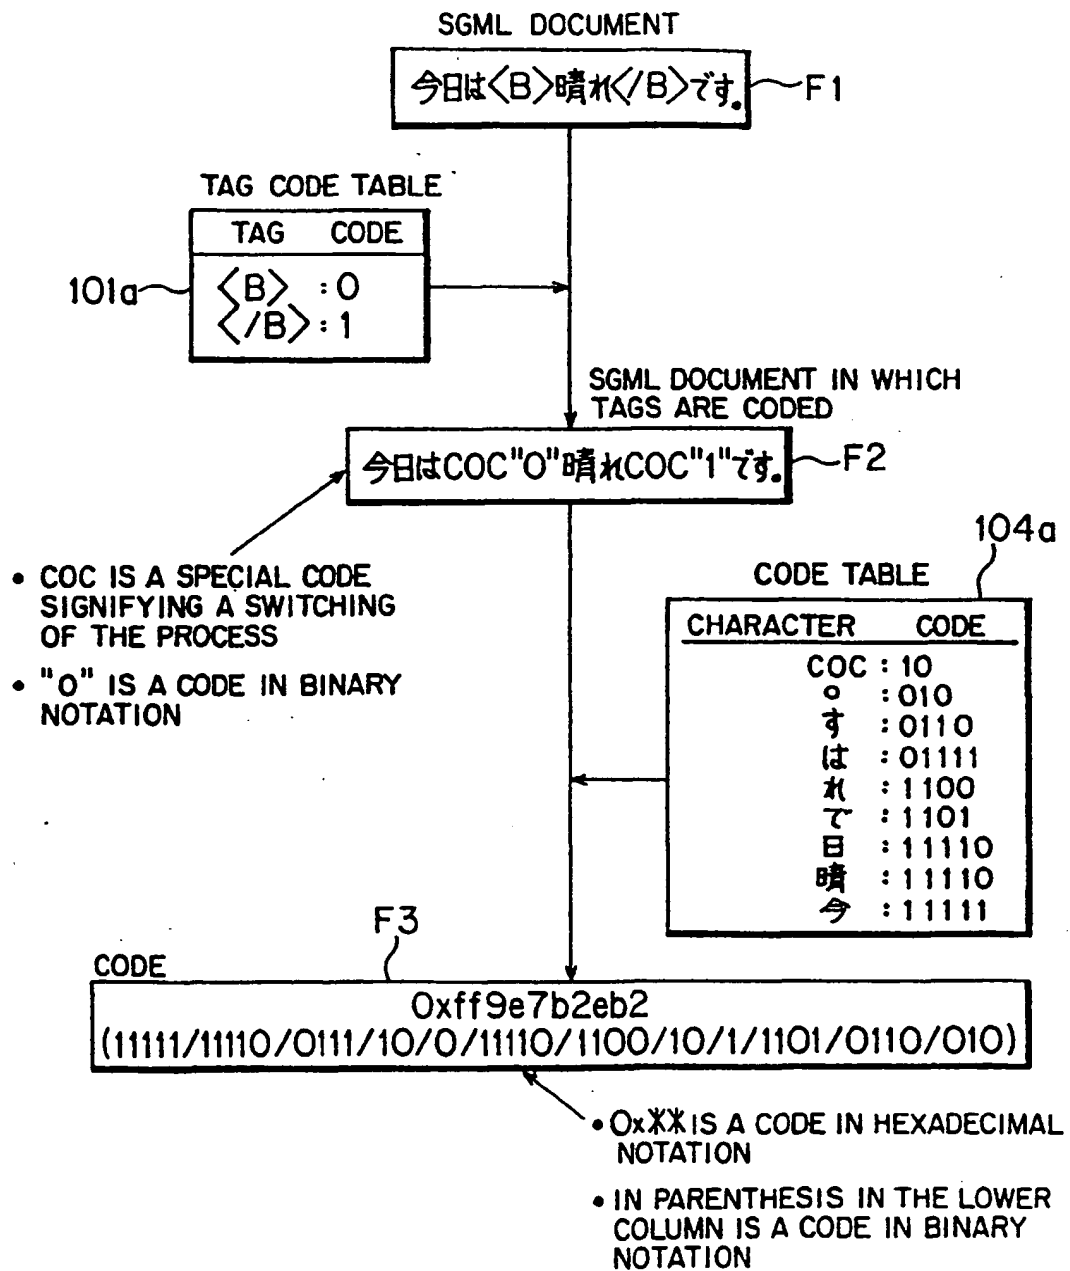 SGML DOCUMENT
今日は<B>晴れ</B>です。
F1
TAG CODE TABLE
TAG CODE
101a
<B> :0
</B>:1
SGML DOCUMENT IN WHICH
TAGS ARE CODED
今日はCOC"0"晴れCOC"1"です。
F2
• COC IS A SPECIAL CODE
SIGNIFYING A SWITCHING
OF THE PROCESS
• "0" IS A CODE IN BINARY
NOTATION
104a
CODE TABLE
CHARACTER CODE
COC :10
。:010
す :0110
は :01111
れ :1100
で :1101
日 :11110
晴 :11110
今 :11111
F3
CODE
0xff9e7b2eb2
(11111/11110/0111/10/0/11110/1100/10/1/1101/0110/010)
• 0x** IS A CODE IN HEXADECIMAL
NOTATION
• IN PARENTHESIS IN THE LOWER
COLUMN IS A CODE IN BINARY
NOTATION